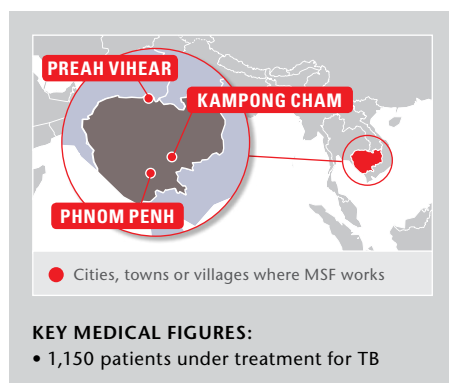 PREAH VIHEAR
KAMPONG CHAM
PHNOM PENH
Cities, towns or villages where MSF works
KEY MEDICAL FIGURES:
• 1,150 patients under treatment for TB